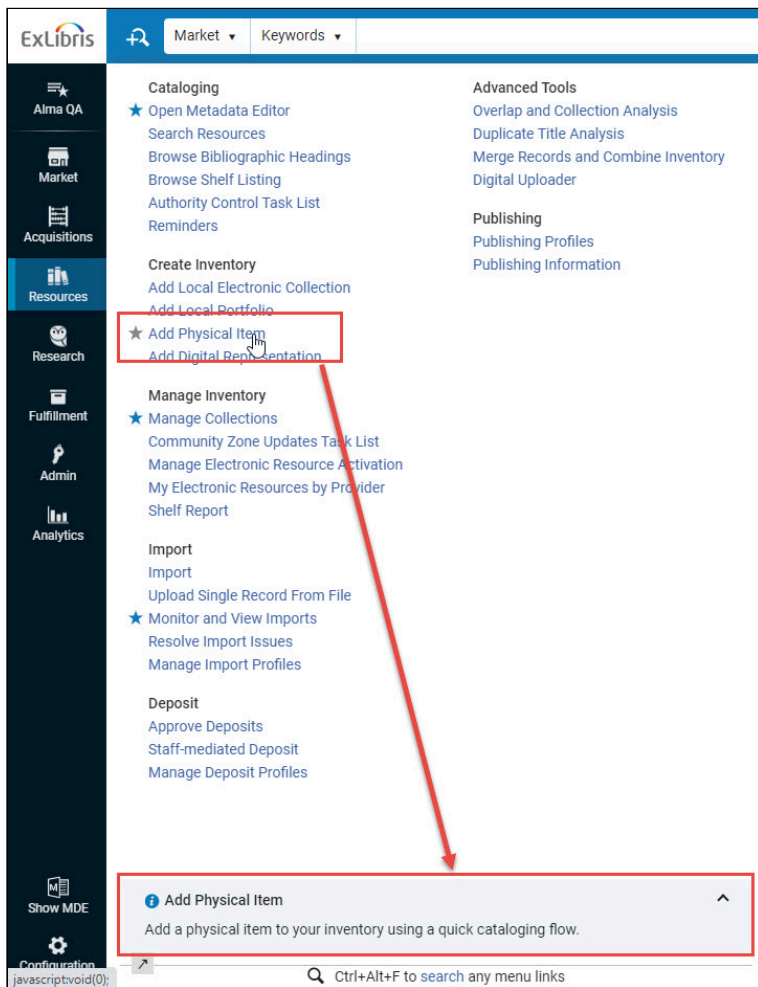 ExLibris
Market
Keywords
Alma QA
Market
Acquisitions
Resources
Research
Fulfillment
Admin
Analytics
Show MDE
Configuration
javascript:void(0);
Cataloging
Open Metadata Editor
Search Resources
Browse Bibliographic Headings
Browse Shelf Listing
Authority Control Task List
Reminders
Create Inventory
Add Local Electronic Collection
Add Local Portfolio
Add Physical Item
Add Digital Representation
Manage Inventory
Manage Collections
Community Zone Updates Task List
Manage Electronic Resource Activation
My Electronic Resources by Provider
Shelf Report
Import
Import
Upload Single Record From File
Monitor and View Imports
Resolve Import Issues
Manage Import Profiles
Deposit
Approve Deposits
Staff-mediated Deposit
Manage Deposit Profiles
Advanced Tools
Overlap and Collection Analysis
Duplicate Title Analysis
Merge Records and Combine Inventory
Digital Uploader
Publishing
Publishing Profiles
Publishing Information
Add Physical Item
Add a physical item to your inventory using a quick cataloging flow.
Ctrl+Alt+F to search any menu links